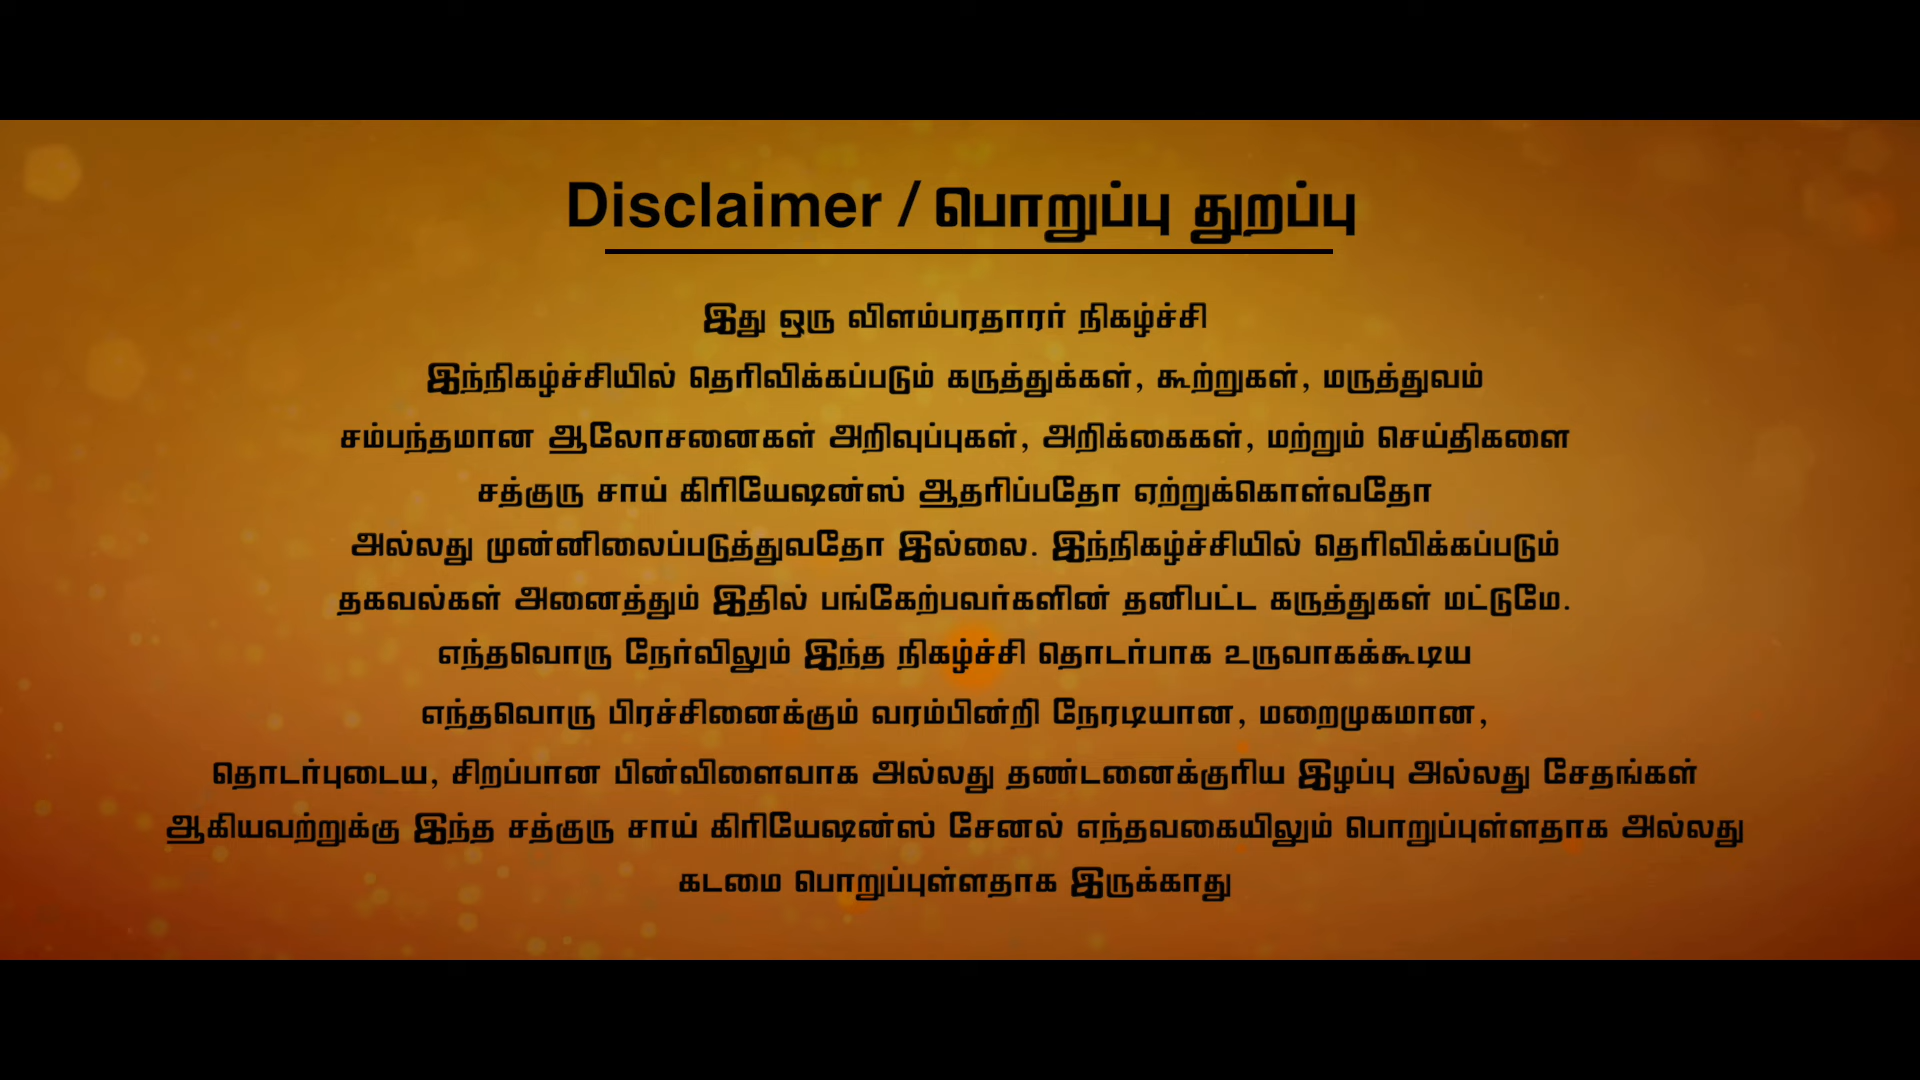 Disclaimer / பொறுப்பு துறப்பு
இது ஒரு விளம்பரதாரர் நிகழ்ச்சி
இந்நிகழ்ச்சியில் தெரிவிக்கப்படும் கருத்துக்கள், கூற்றுகள், மருத்துவம்
சம்பந்தமான ஆலோசனைகள் அறிவுப்புகள், அறிக்கைகள், மற்றும் செய்திகளை
சத்குரு சாய் கிரியேஷன்ஸ் ஆதரிப்பதோ ஏற்றுக்கொள்வதோ
அல்லது முன்னிலைப்படுத்துவதோ இல்லை. இந்நிகழ்ச்சியில் தெரிவிக்கப்படும்
தகவல்கள் அனைத்தும் இதில் பங்கேற்பவர்களின் தனிபட்ட கருத்துகள் மட்டுமே.
எந்தவொரு நேர்விலும் இந்த நிகழ்ச்சி தொடர்பாக உருவாகக்கூடிய
எந்தவொரு பிரச்சினைக்கும் வரம்பின்றி நேரடியான, மறைமுகமான,
தொடர்புடைய, சிறப்பான பின்விளைவாக அல்லது தண்டனைக்குரிய இழப்பு அல்லது சேதங்கள்
ஆகியவற்றுக்கு இந்த சத்குரு சாய் கிரியேஷன்ஸ் சேனல் எந்தவகையிலும் பொறுப்புள்ளதாக அல்லது
கடமை பொறுப்புள்ளதாக இருக்காது